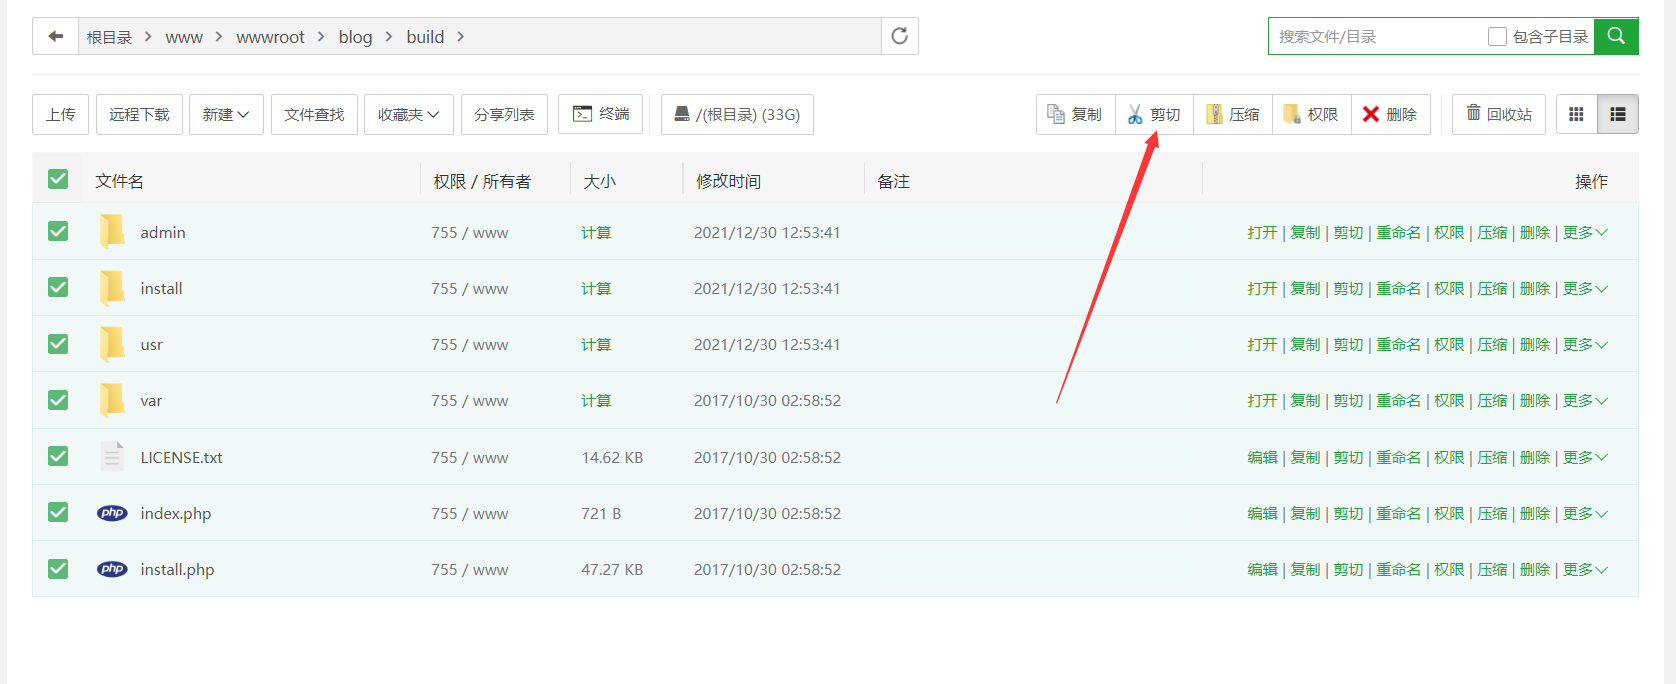 根目录 > www > wwwroot > blog > build >
搜索文件/目录 包含子目录
上传 远程下载 新建 文件查找 收藏夹 分享列表 终端 /(根目录) (33G) 复制 剪切 压缩 权限 删除 回收站
文件名 权限 / 所有者 大小 修改时间 备注 操作
admin 755 / www 计算 2021/12/30 12:53:41 打开 | 复制 | 剪切 | 重命名 | 权限 | 压缩 | 删除 | 更多
install 755 / www 计算 2021/12/30 12:53:41 打开 | 复制 | 剪切 | 重命名 | 权限 | 压缩 | 删除 | 更多
usr 755 / www 计算 2021/12/30 12:53:41 打开 | 复制 | 剪切 | 重命名 | 权限 | 压缩 | 删除 | 更多
var 755 / www 计算 2017/10/30 02:58:52 打开 | 复制 | 剪切 | 重命名 | 权限 | 压缩 | 删除 | 更多
LICENSE.txt 755 / www 14.62 KB 2017/10/30 02:58:52 编辑 | 复制 | 剪切 | 重命名 | 权限 | 压缩 | 删除 | 更多
php index.php 755 / www 721 B 2017/10/30 02:58:52 编辑 | 复制 | 剪切 | 重命名 | 权限 | 压缩 | 删除 | 更多
php install.php 755 / www 47.27 KB 2017/10/30 02:58:52 编辑 | 复制 | 剪切 | 重命名 | 权限 | 压缩 | 删除 | 更多